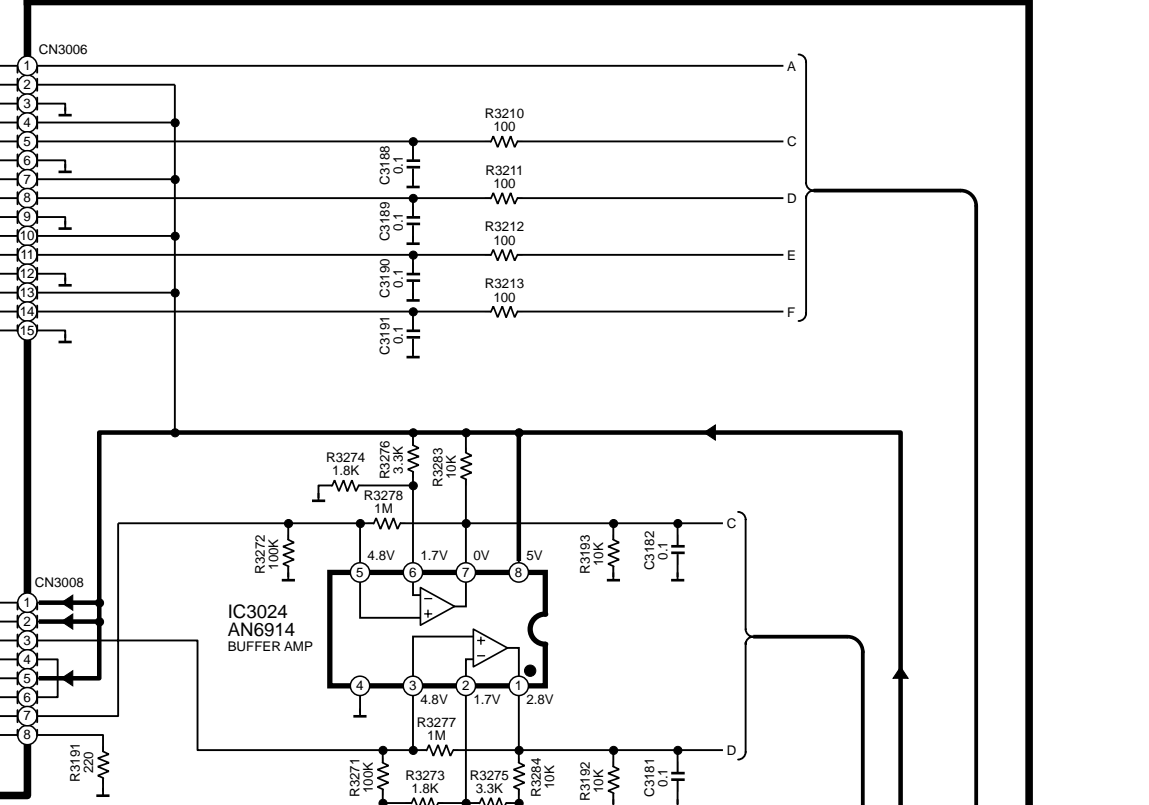 CN3006
1
A
2
3
4
R3210
100
5
C
C3188
0.1
6
R3211
100
7
8
D
C3189
0.1
9
R3212
100
10
11
E
C3190
0.1
12
R3213
100
13
14
F
C3191
0.1
15
R3276
3.3K
R3283
10K
R3274
1.8K
R3278
1M
C
R3272
100K
4.8V
1.7V
0V
5V
R3193
10K
C3182
0.1
5
6
7
8
CN3008
1
2
3
4
5
6
7
8
IC3024
AN6914
BUFFER AMP
−
+
+
−
4
3
2
1
4.8V
1.7V
2.8V
R3277
1M
D
R3191
220
R3271
100K
R3273
1.8K
R3275
3.3K
R3284
10K
R3192
10K
C3181
0.1